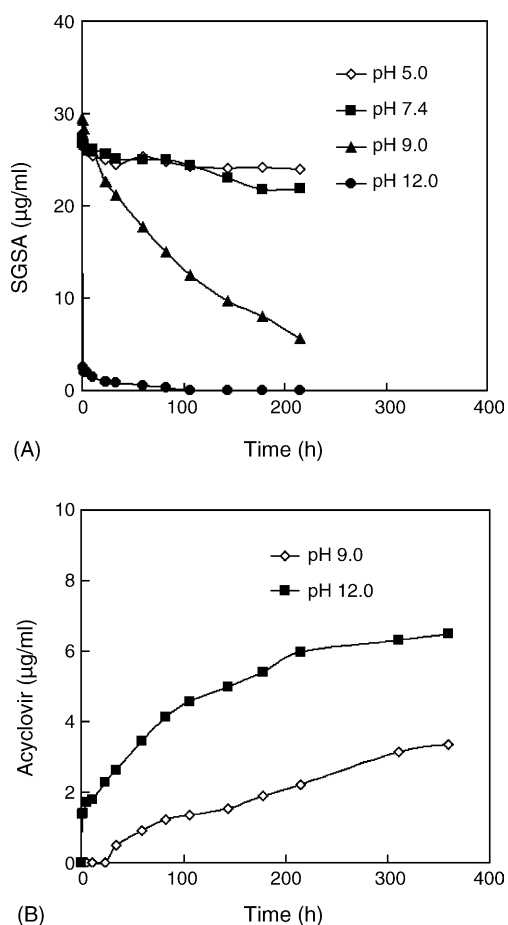 40
30
20
10
0
SGSA (µg/ml)
pH 5.0
pH 7.4
pH 9.0
pH 12.0
0 100 200 300 400
(A) Time (h)
10
8
6
4
2
0
Acyclovir (µg/ml)
pH 9.0
pH 12.0
0 100 200 300 400
(B) Time (h)